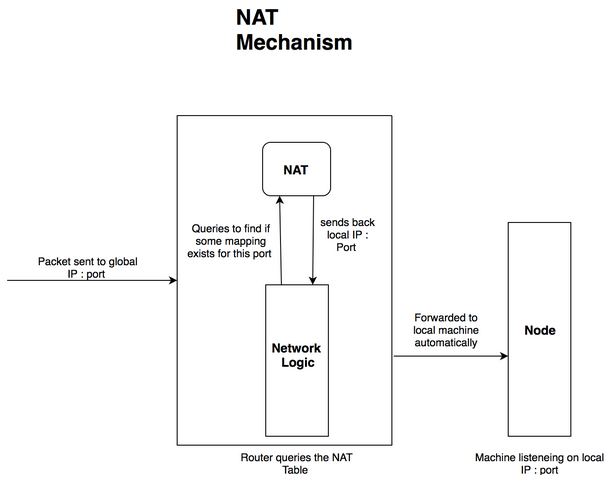 NAT
Mechanism
NAT
Queries to find if
some mapping
exists for this port
sends back
local IP :
Port
Packet sent to global
IP : port
Network
Logic
Forwarded to
local machine
automatically
Node
Router queries the NAT
Table
Machine listeneing on local
IP : port